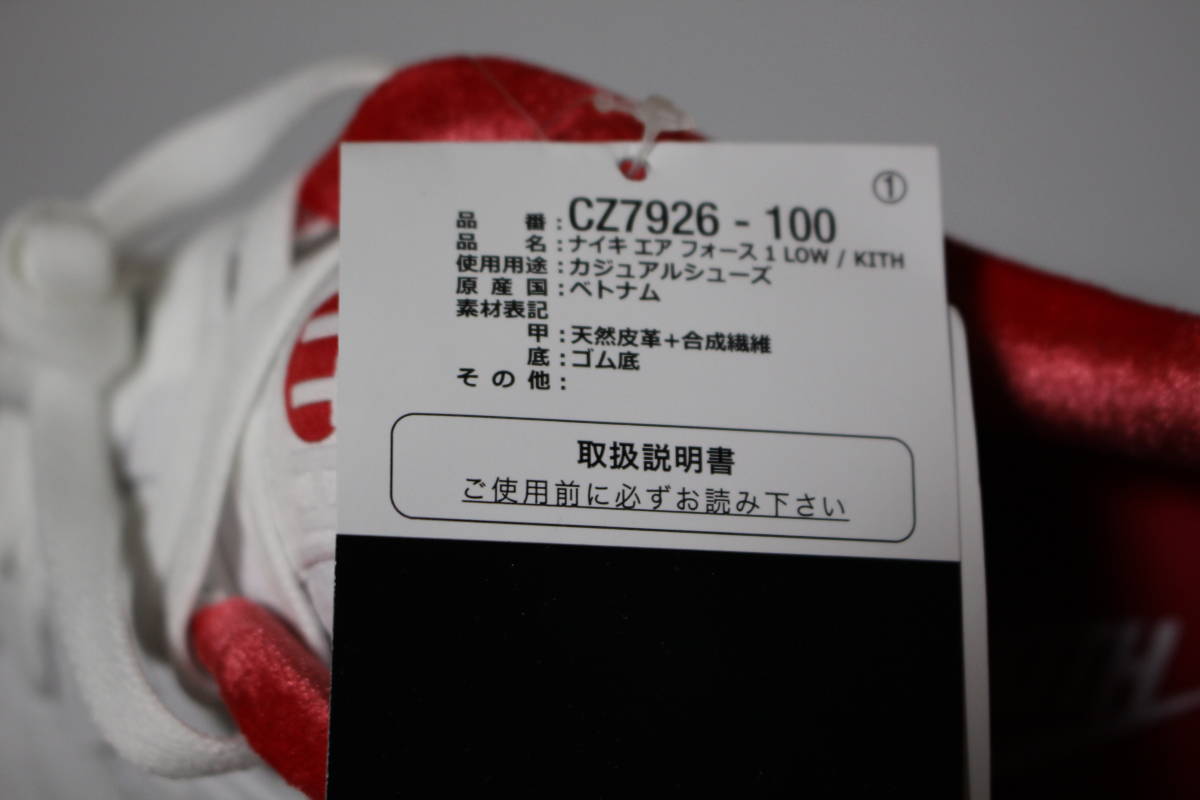 ①
品番:CZ7926 - 100
品名:ナイキ エア フォース 1 LOW / KITH
使用用途:カジュアルシューズ
原産国:ベトナム
素材表記
甲:天然皮革+合成繊維
底:ゴム底
その他:
取扱説明書
ご使用前に必ずお読み下さい